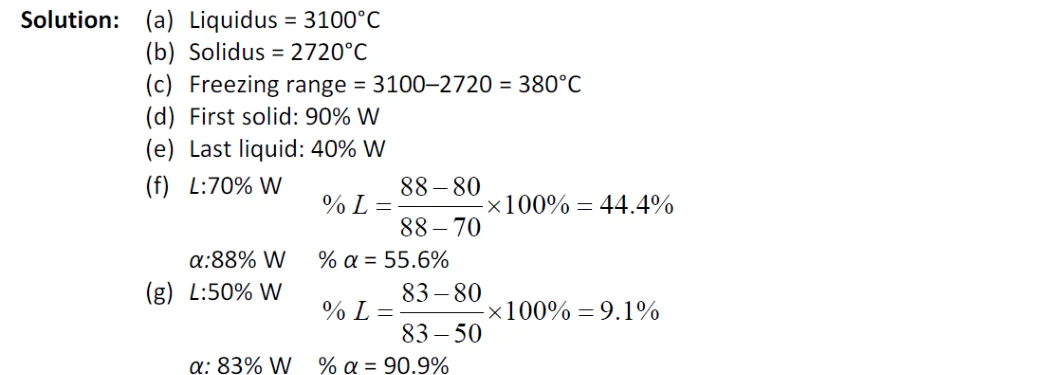 Solution: (a) Liquidus = 3100°C
(b) Solidus = 2720°C
(c) Freezing range = 3100–2720 = 380°C
(d) First solid: 90% W
(e) Last liquid: 40% W
(f) L:70% W % L = (88 – 80)/(88 – 70) ×100% = 44.4%
α:88% W % α = 55.6%
(g) L:50% W % L = (83 – 80)/(83 – 50) ×100% = 9.1%
α: 83% W % α = 90.9%